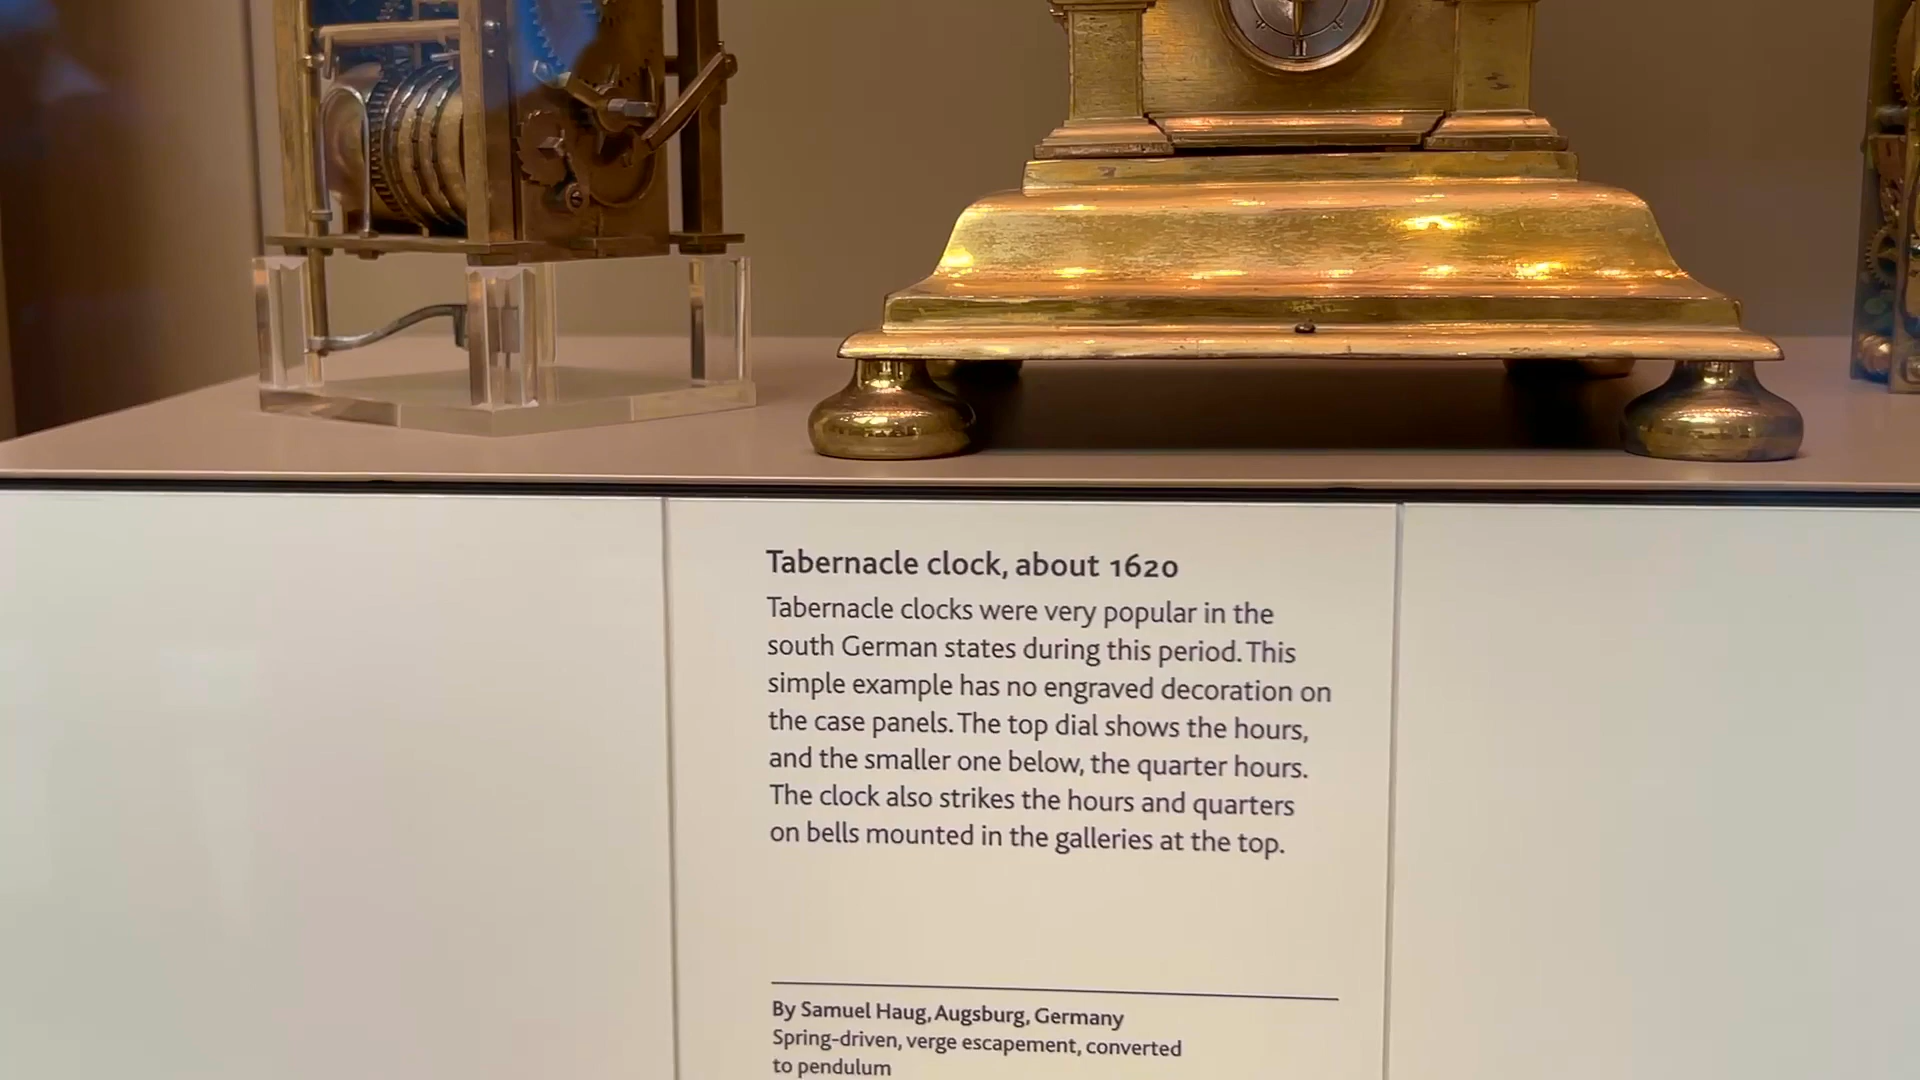 Tabernacle clock, about 1620
Tabernacle clocks were very popular in the
south German states during this period. This
simple example has no engraved decoration on
the case panels. The top dial shows the hours,
and the smaller one below, the quarter hours.
The clock also strikes the hours and quarters
on bells mounted in the galleries at the top.
By Samuel Haug, Augsburg, Germany
Spring-driven, verge escapement, converted
to pendulum